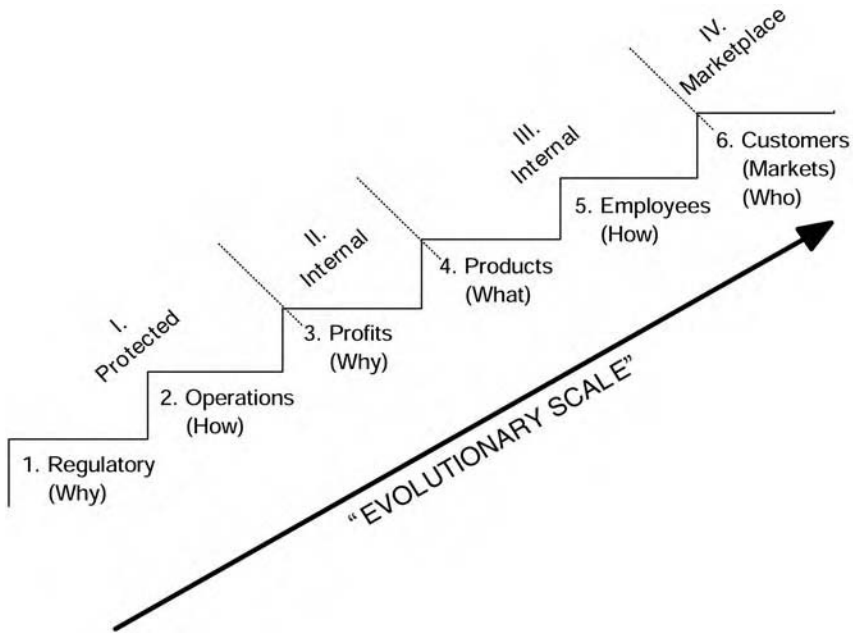 IV.
Marketplace
III.
Internal
6. Customers
(Markets)
(Who)
5. Employees
(How)
II.
Internal
4. Products
(What)
I.
Protected
3. Profits
(Why)
2. Operations
(How)
1. Regulatory
(Why)
“EVOLUTIONARY SCALE”